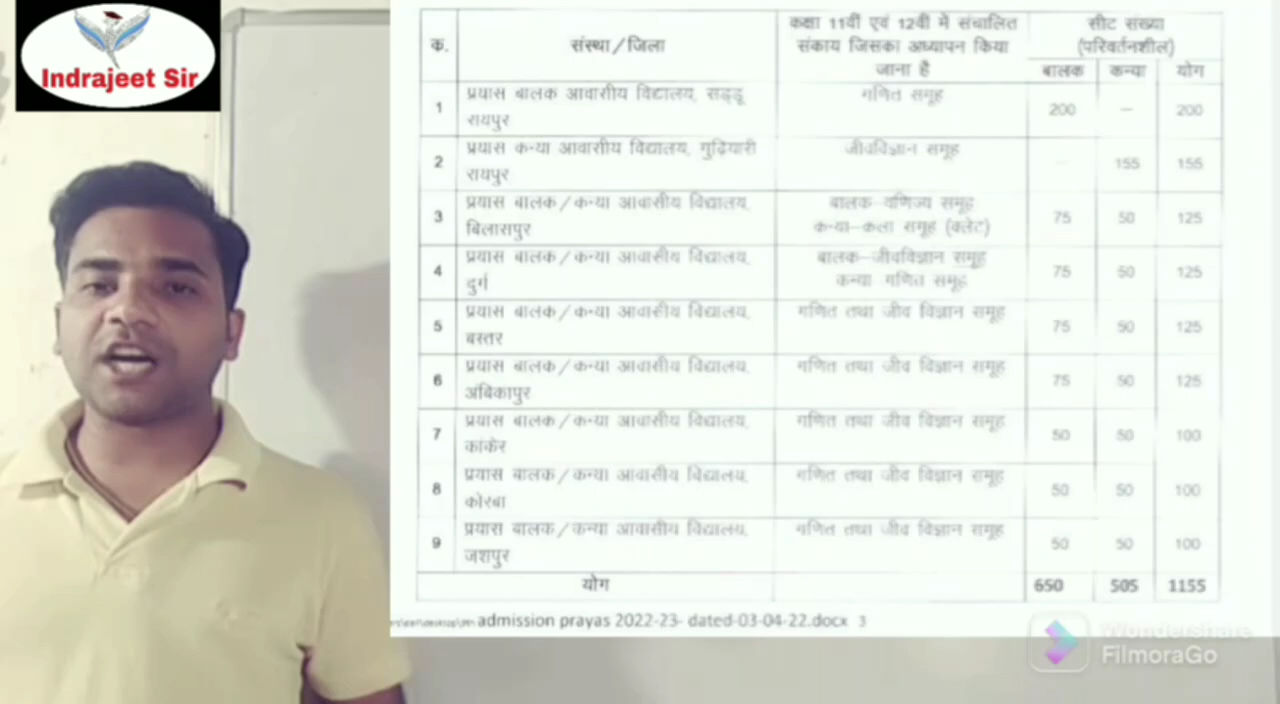 Indrajeet Sir
क. संस्था/जिला कक्षा 11वीं एवं 12वीं में संचालित संकाय जिसका अध्यापन किया जाना है सीट संख्या (परिवर्तनशील)
बालक कन्या योग
1 प्रयास बालक आवासीय विद्यालय, सड्डू रायपुर गणित समूह 200 – 200
2 प्रयास कन्या आवासीय विद्यालय, गुढ़ियारी रायपुर जीवविज्ञान समूह – 155 155
3 प्रयास बालक/कन्या आवासीय विद्यालय, बिलासपुर बालक–वणिज्य समूह कन्या–कला समूह (क्लेट) 75 50 125
4 प्रयास बालक/कन्या आवासीय विद्यालय, दुर्ग बालक–जीवविज्ञान समूह कन्या गणित समूह 75 50 125
5 प्रयास बालक/कन्या आवासीय विद्यालय, बस्तर गणित तथा जीव विज्ञान समूह 75 50 125
6 प्रयास बालक/कन्या आवासीय विद्यालय, अंबिकापुर गणित तथा जीव विज्ञान समूह 75 50 125
7 प्रयास बालक/कन्या आवासीय विद्यालय, कांकेर गणित तथा जीव विज्ञान समूह 50 50 100
8 प्रयास बालक/कन्या आवासीय विद्यालय, कोरबा गणित तथा जीव विज्ञान समूह 50 50 100
9 प्रयास बालक/कन्या आवासीय विद्यालय, जशपुर गणित तथा जीव विज्ञान समूह 50 50 100
योग 650 505 1155
admission prayas 2022-23- dated-03-04-22.docx 3
Wondershare
FilmoraGo